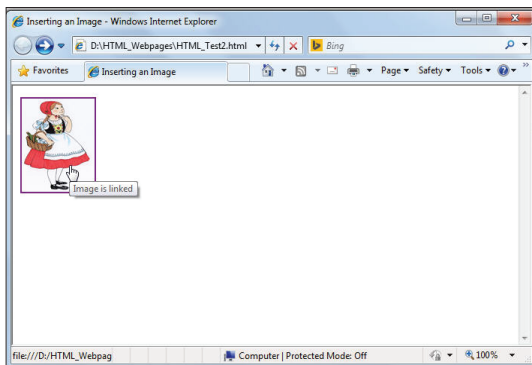 Inserting an Image - Windows Internet Explorer
D:\HTML_Webpages\HTML_Test2.html
Bing
Favorites
Inserting an Image
Page
Safety
Tools
Image is linked
file:///D:/HTML_Webpag
Computer | Protected Mode: Off
100%